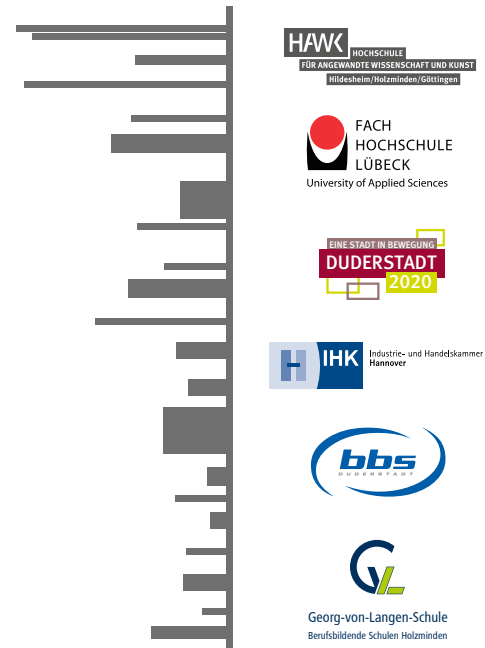 HAWK
HOCHSCHULE
FÜR ANGEWANDTE WISSENSCHAFT UND KUNST
Hildesheim/Holzminden/Göttingen
FACH
HOCHSCHULE
LÜBECK
University of Applied Sciences
EINE STADT IN BEWEGUNG
DUDERSTADT
2020
H IHK Industrie- und Handelskammer
Hannover
bbs
DUDERSTADT
GVL
Georg-von-Langen-Schule
Berufsbildende Schulen Holzminden